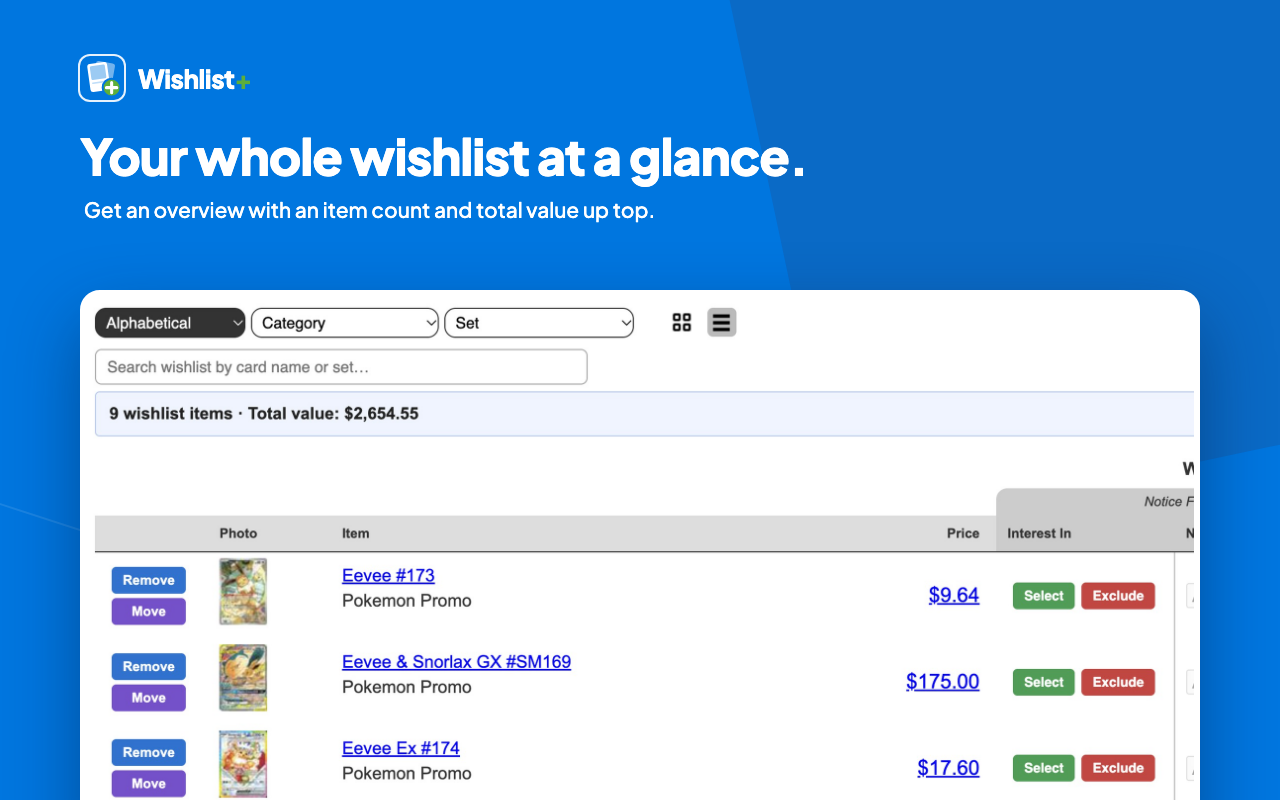 Wishlist+
Your whole wishlist at a glance.
Get an overview with an item count and total value up top.
Alphabetical Category Set
Search wishlist by card name or set...
9 wishlist items · Total value: $2,654.55
Notice
Photo Item Price Interest In
Remove Eevee #173 $9.64 Select Exclude
Move Pokemon Promo
Remove Eevee & Snorlax GX #SM169 $175.00 Select Exclude
Move Pokemon Promo
Remove Eevee Ex #174 $17.60 Select Exclude
Move Pokemon Promo